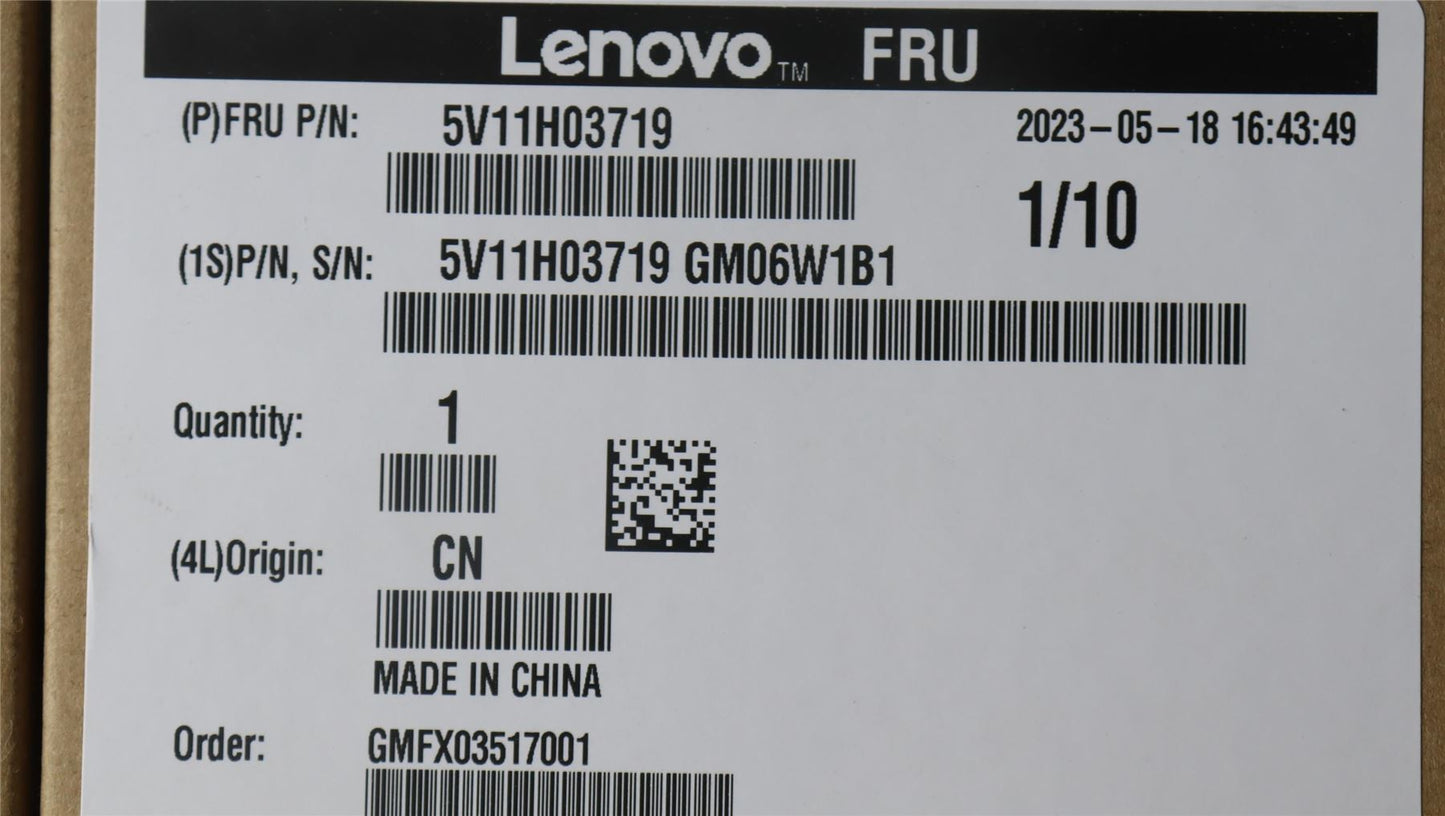 Lenovo™ FRU
(P)FRU P/N: 5V11H03719 2023-05-18 16:43:49
1/10
(1S)P/N, S/N: 5V11H03719 GM06W1B1
Quantity: 1
(4L)Origin: CN
MADE IN CHINA
Order: GMFX03517001